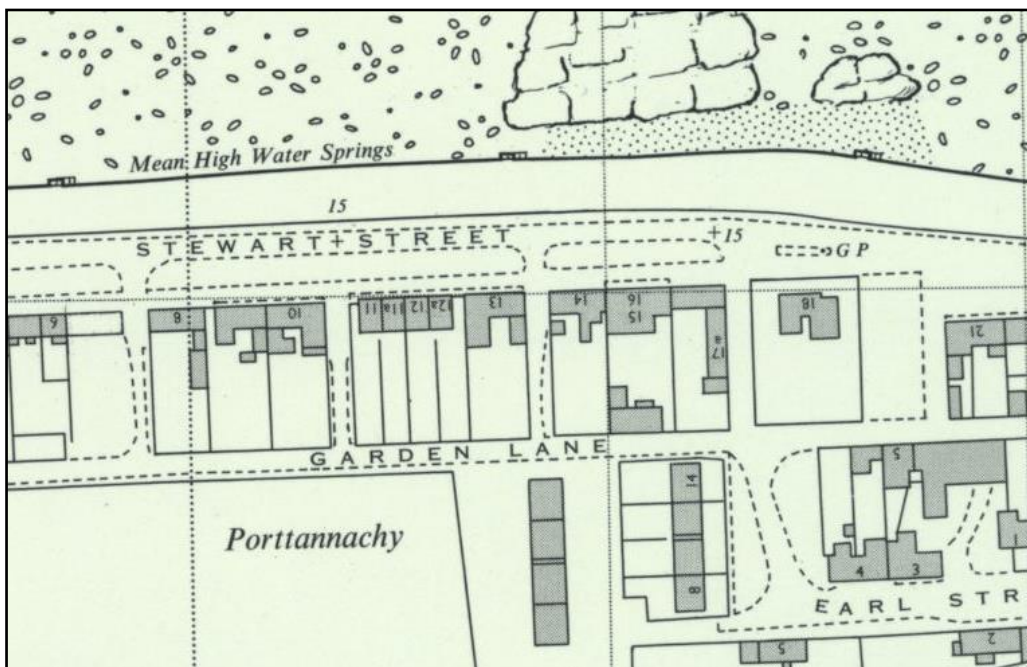 Mean High Water Springs
15
STEWART STREET
+15
G P
6
8
10
11
11a
12
12a
13
14
16
15
17a
18
21
GARDEN LANE
Porttannachy
14
8
5
4
3
1
EARL STR
5
2